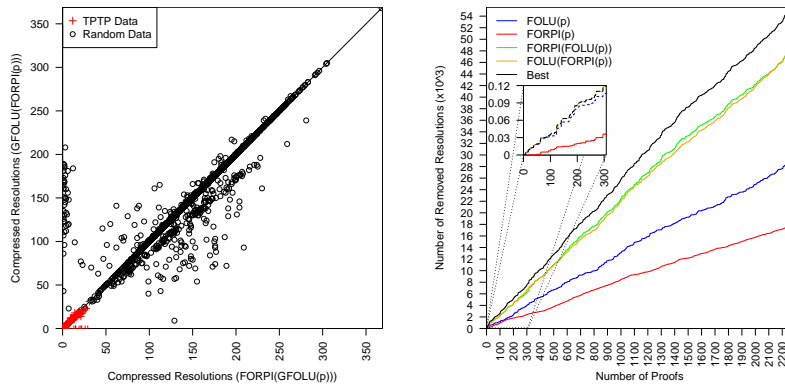 TPTP Data
Random Data
Compressed Resolutions (GFOLU(FORPI(p)))
350
300
250
200
150
100
50
0
0 50 100 150 200 250 300 350
Compressed Resolutions (FORPI(GFOLU(p)))
FOLU(p)
FORPI(p)
FORPI(FOLU(p))
FOLU(FORPI(p))
Best
Number of Removed Resolutions (x10^3)
54
52
50
48
46
44
42
40
38
36
34
32
30
28
26
24
22
20
18
16
14
12
10
8
6
4
2
0
0.12
0.09
0.06
0.03
0
0 100 200 300
0 100 200 300 400 500 600 700 800 900 1000 1100 1200 1300 1400 1500 1600 1700 1800 1900 2000 2100 2200
Number of Proofs